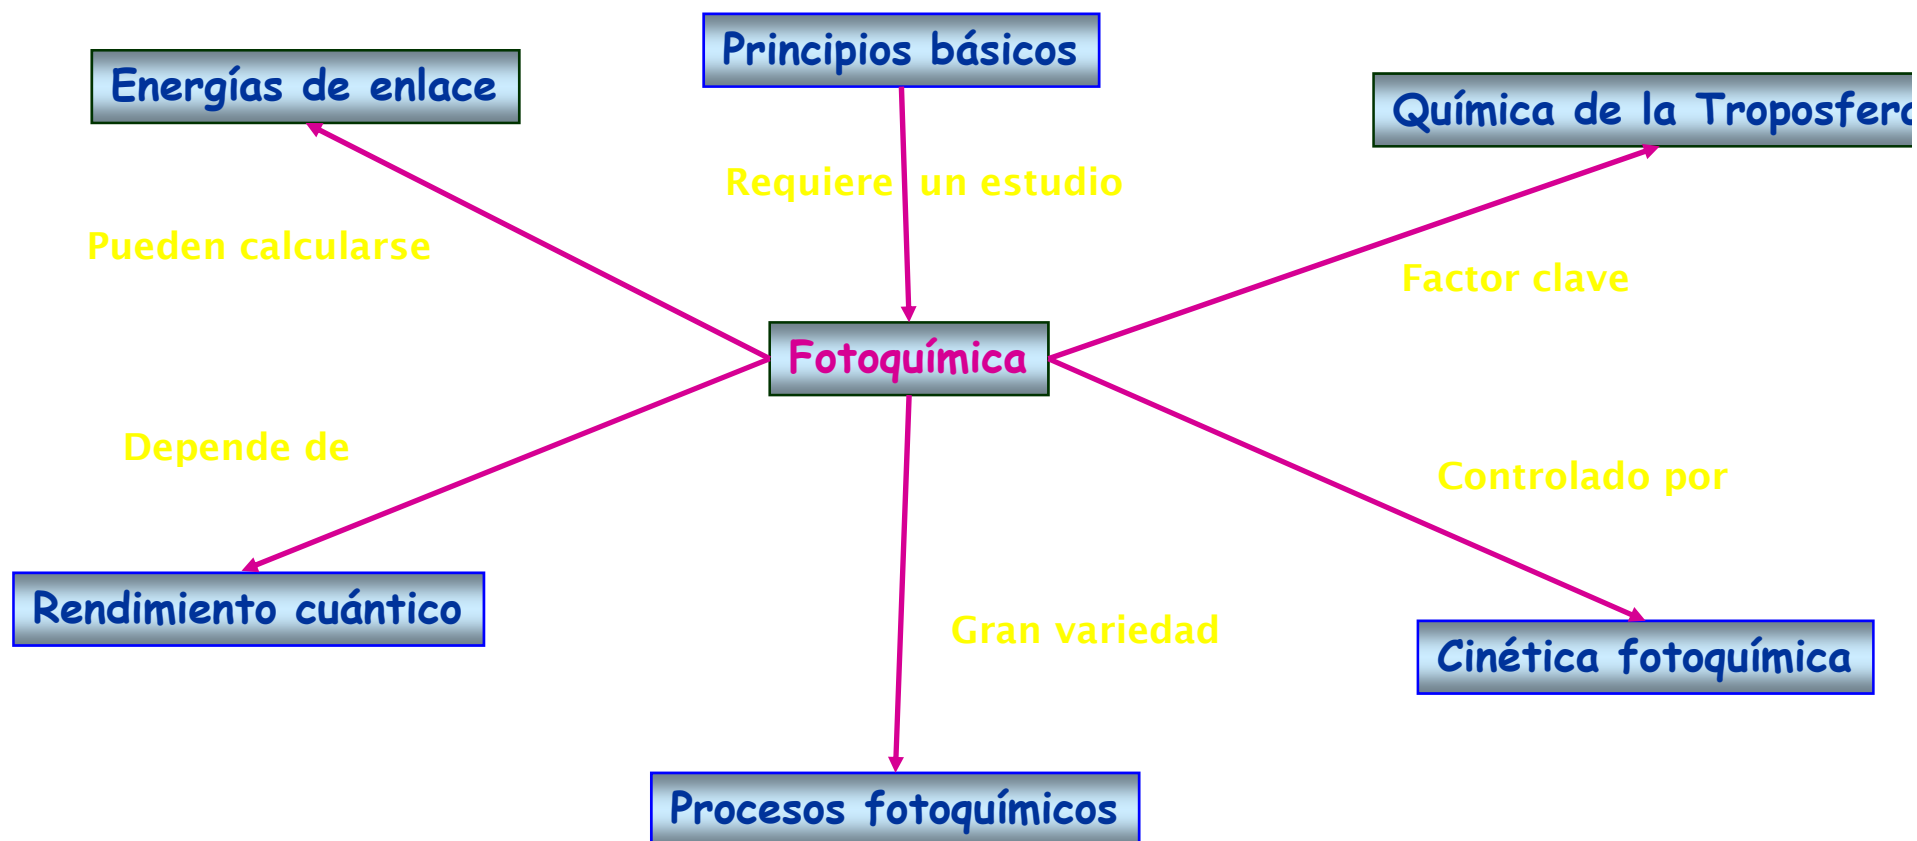 Principios básicos
Energías de enlace
Química de la Troposfera
Requiere un estudio
Pueden calcularse
Factor clave
Fotoquímica
Depende de
Controlado por
Rendimiento cuántico
Gran variedad
Cinética fotoquímica
Procesos fotoquímicos